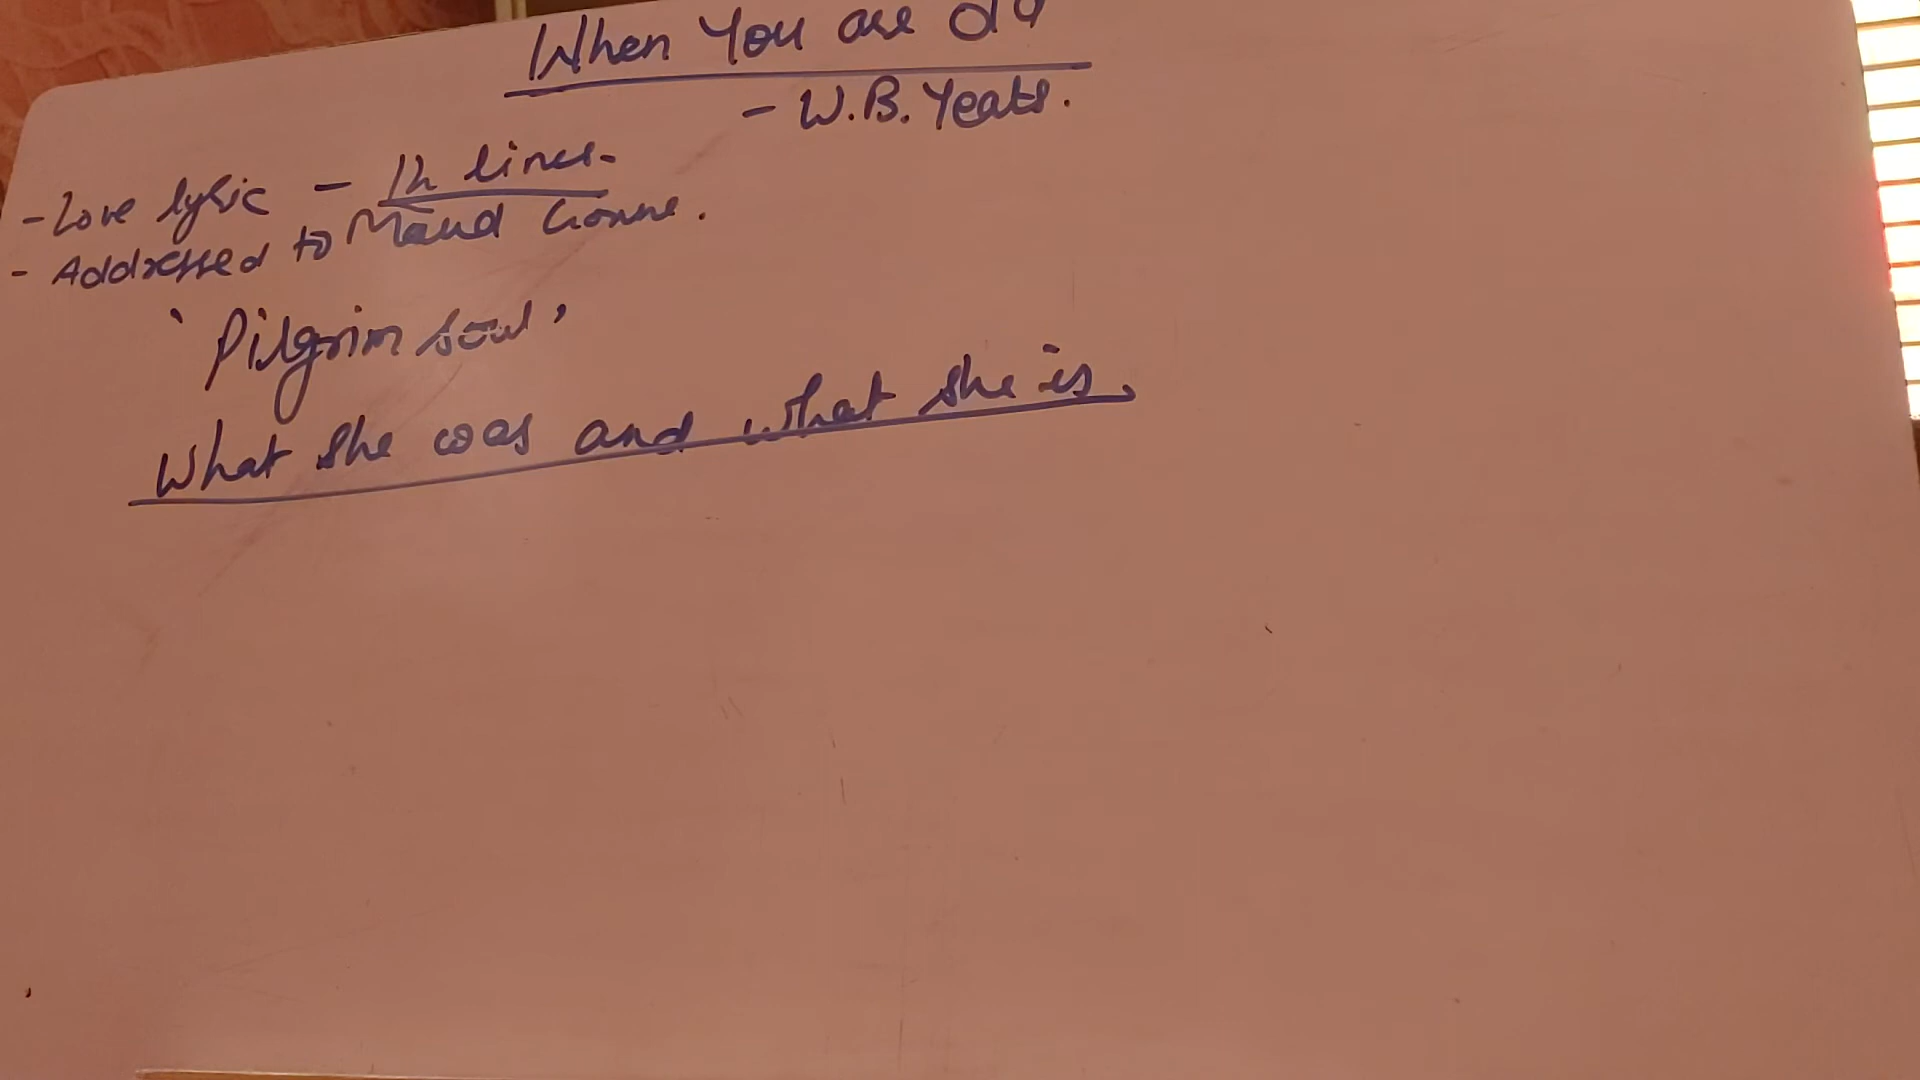 When You are old
- W.B. Yeats.
- Love lyric - 12 lines.
- Addressed to Maud Gonne.
'Pilgrim soul'
What she was and what she is.